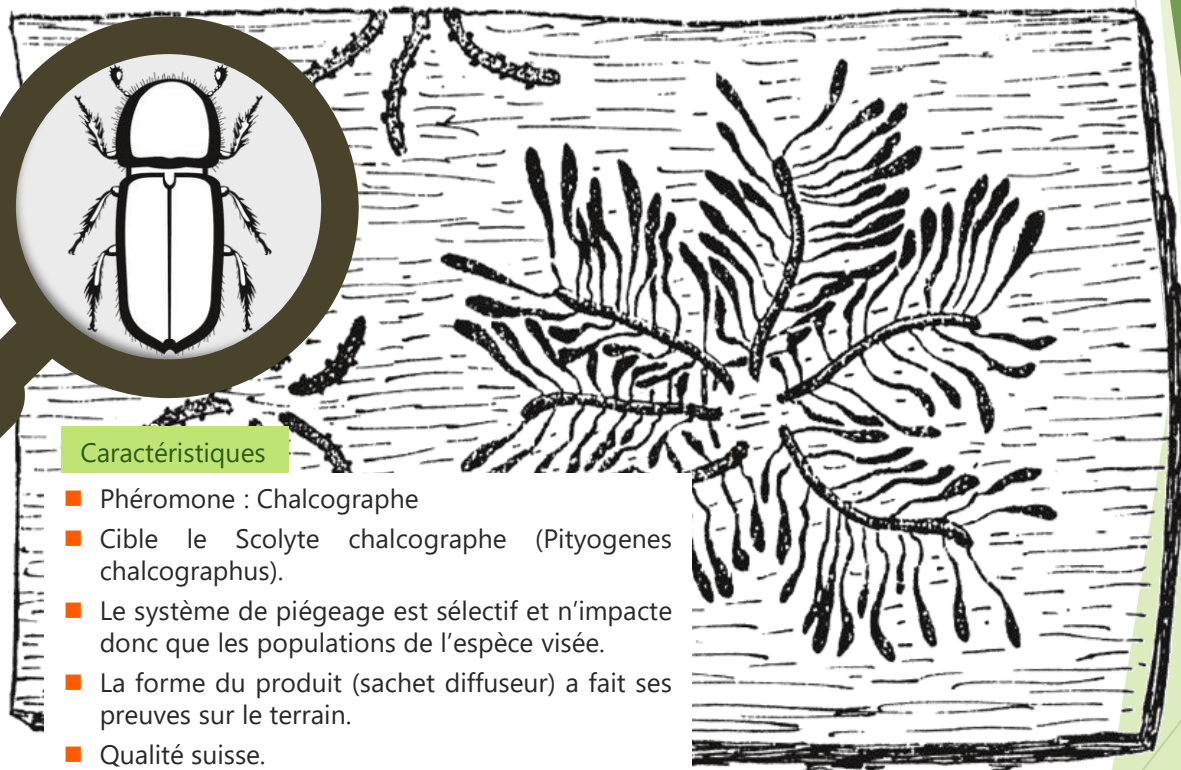 Caractéristiques
■ Phéromone : Chalcographe
■ Cible le Scolyte chalcographe (Pityogenes
chalcographus).
■ Le système de piégeage est sélectif et n’impacte
donc que les populations de l’espèce visée.
■ La forme du produit (sachet diffuseur) a fait ses
preuves sur le terrain.
■ Qualité suisse.